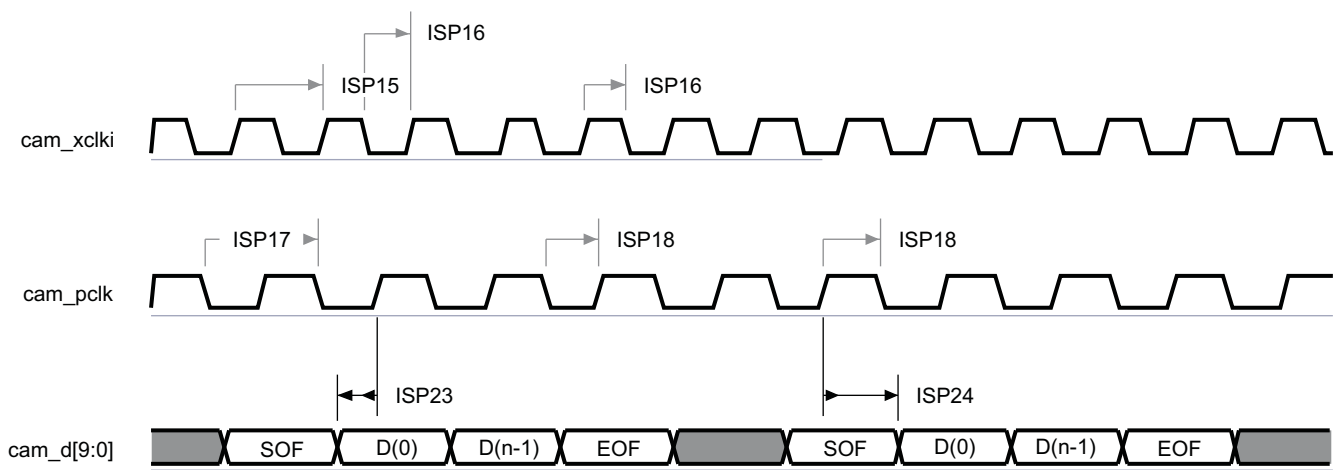 ISP16
ISP15
ISP16
cam_xclki
ISP17
ISP18
ISP18
cam_pclk
ISP23
ISP24
cam_d[9:0]
SOF
D(0)
D(n-1)
EOF
SOF
D(0)
D(n-1)
EOF